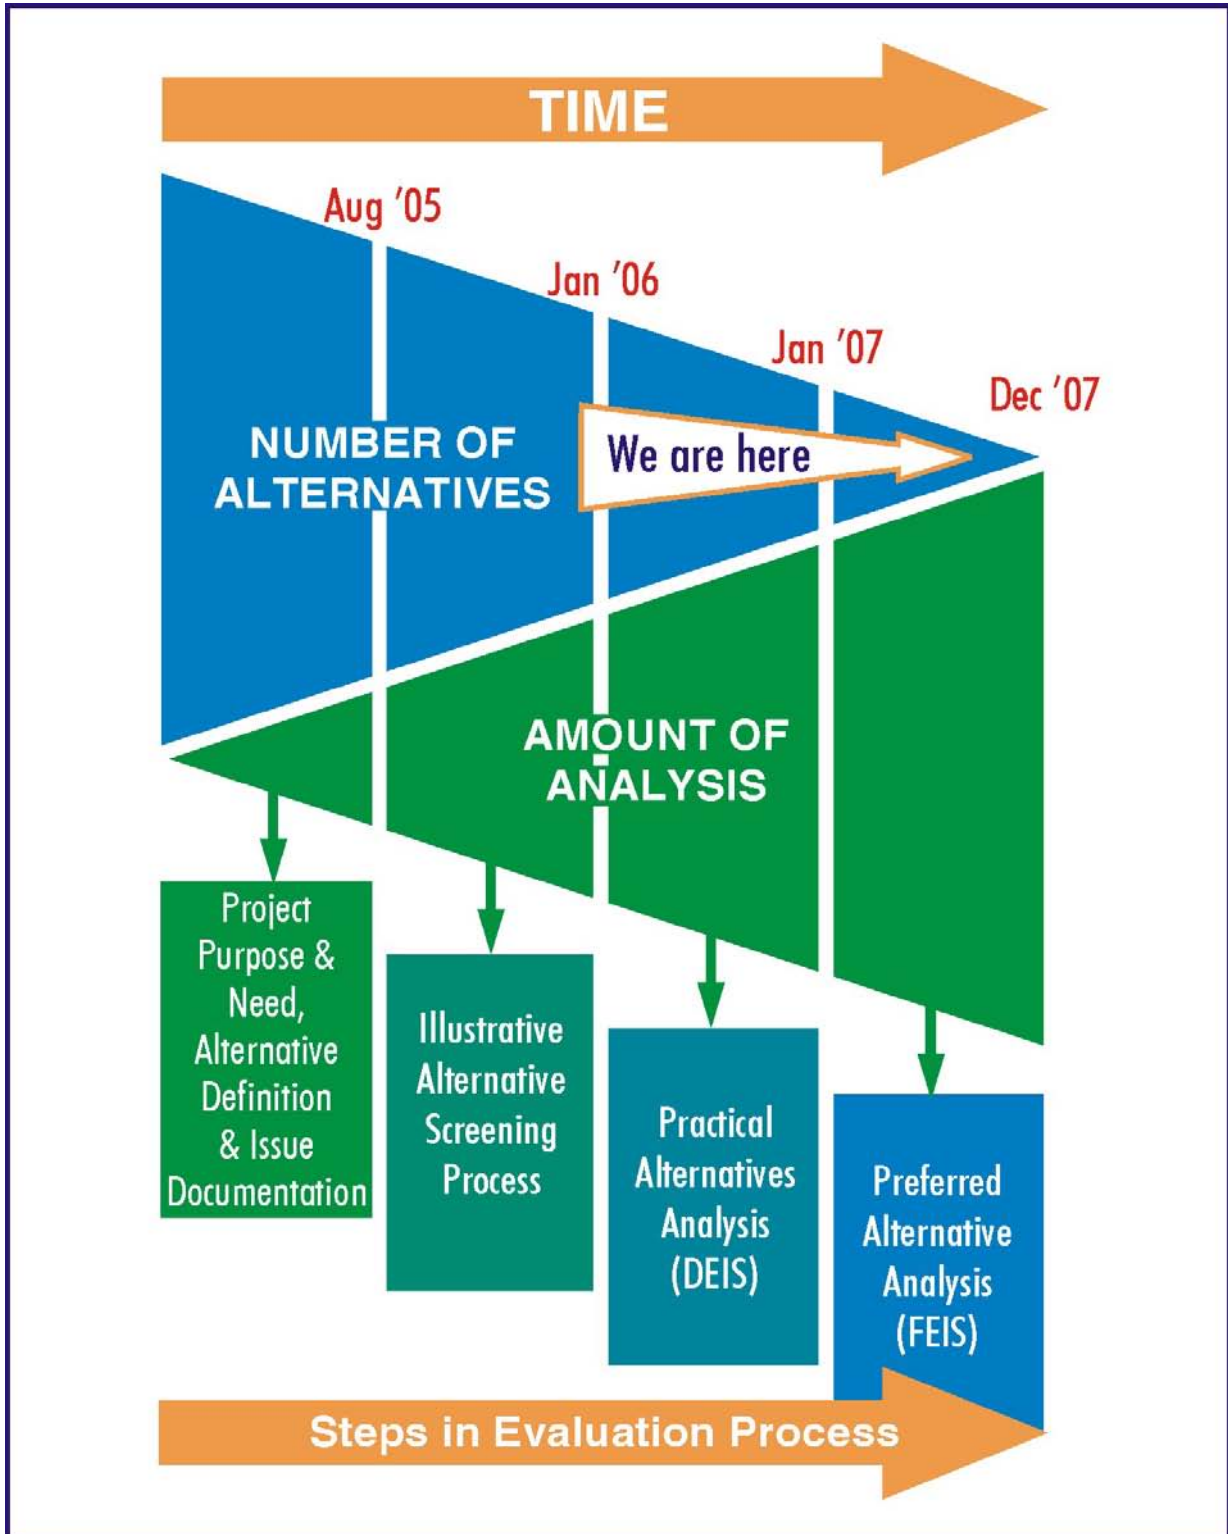 TIME
Aug '05
Jan '06
Jan '07
Dec '07
NUMBER OF
ALTERNATIVES
We are here
AMOUNT OF
ANALYSIS
Project
Purpose &
Need,
Alternative
Definition
& Issue
Documentation
Illustrative
Alternative
Screening
Process
Practical
Alternatives
Analysis
(DEIS)
Preferred
Alternative
Analysis
(FEIS)
Steps in Evaluation Process